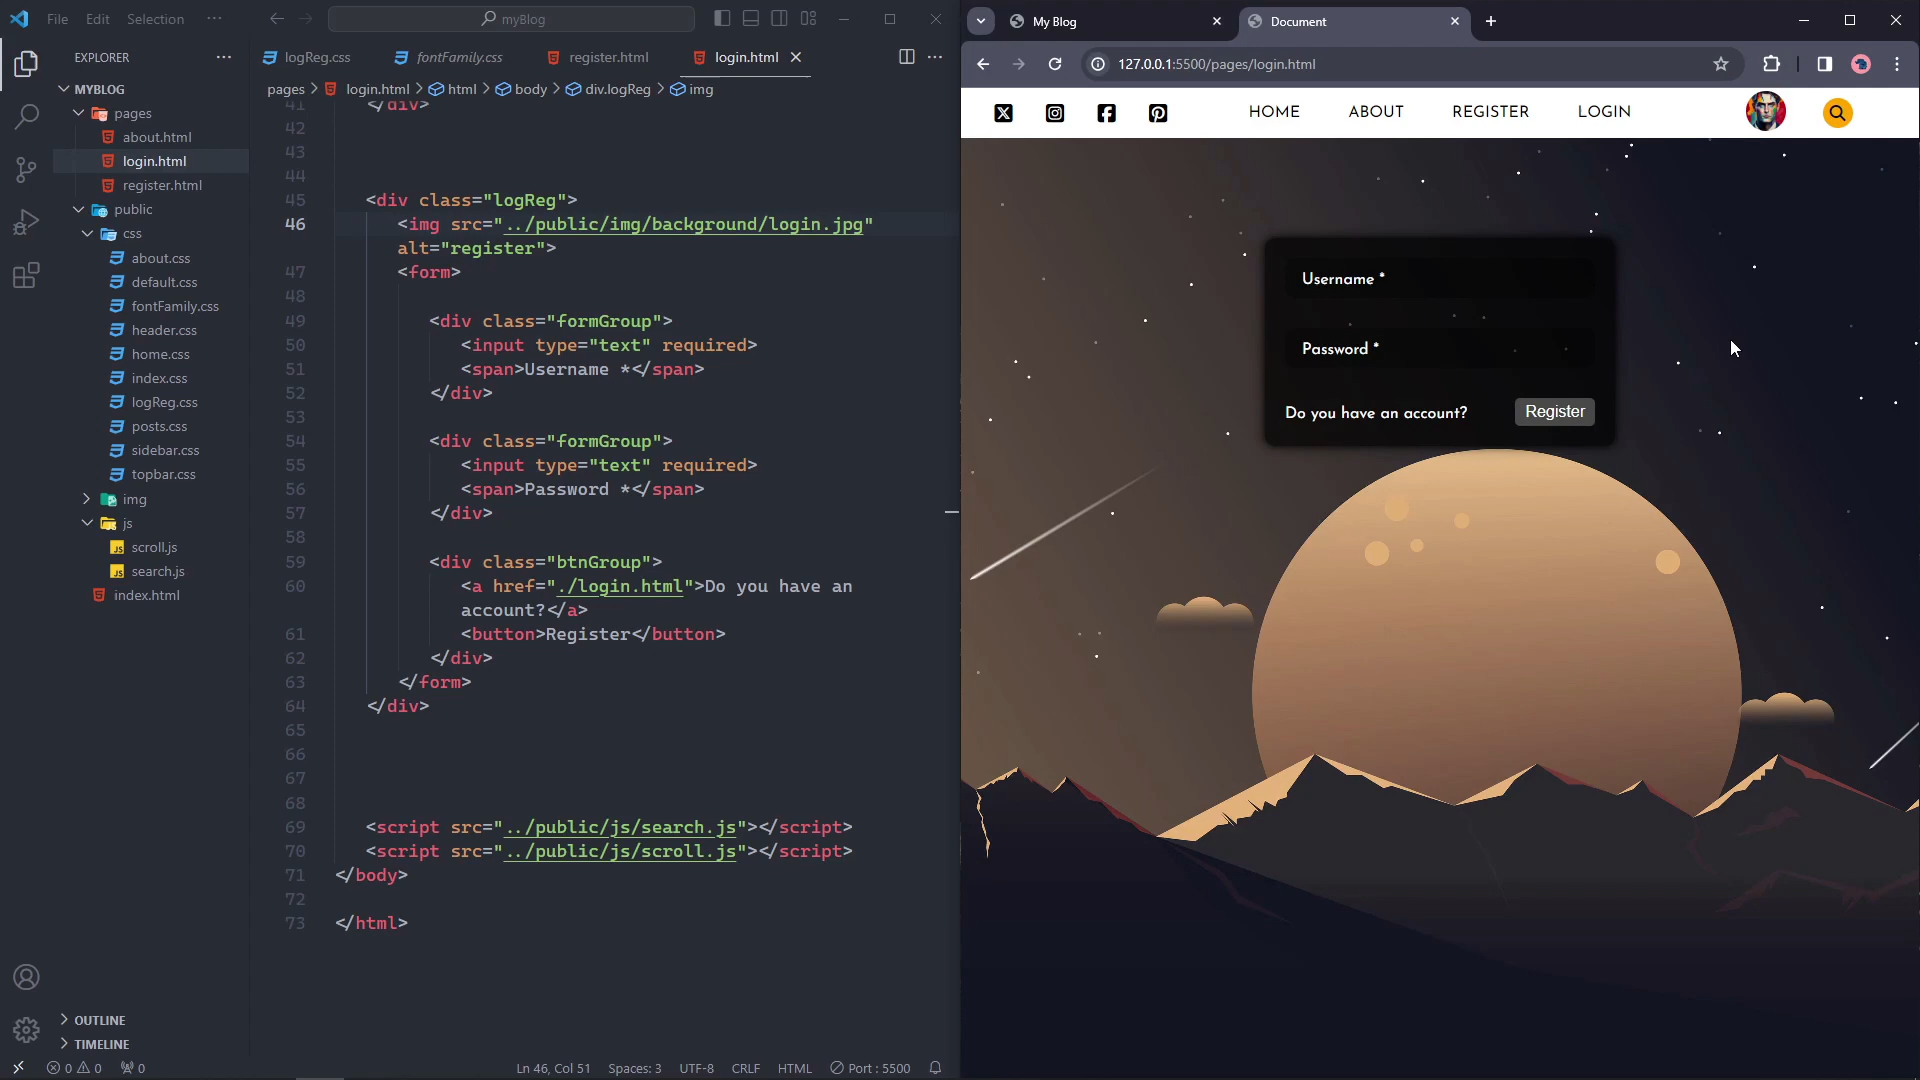 File Edit Selection ···
myBlog
EXPLORER
MYBLOG
pages
about.html
login.html
register.html
public
css
about.css
default.css
fontFamily.css
header.css
home.css
index.css
logReg.css
posts.css
sidebar.css
topbar.css
img
js
JS scroll.js
JS search.js
index.html
OUTLINE
TIMELINE
logReg.css fontFamily.css register.html login.html
pages > login.html > html > body > div.logReg > img
41 </div>
42
43
44
45 <div class="logReg">
46 <img src="../public/img/background/login.jpg"
alt="register">
47 <form>
48
49 <div class="formGroup">
50 <input type="text" required>
51 <span>Username *</span>
52 </div>
53
54 <div class="formGroup">
55 <input type="text" required>
56 <span>Password *</span>
57 </div>
58
59 <div class="btnGroup">
60 <a href="./login.html">Do you have an
account?</a>
61 <button>Register</button>
62 </div>
63 </form>
64 </div>
65
66
67
68
69 <script src="../public/js/search.js"></script>
70 <script src="../public/js/scroll.js"></script>
71 </body>
72
73 </html>
0 0 0
Ln 46, Col 51 Spaces: 3 UTF-8 CRLF HTML Port : 5500
My Blog
Document
127.0.0.1:5500/pages/login.html
HOME ABOUT REGISTER LOGIN
Username *
Password *
Do you have an account? Register